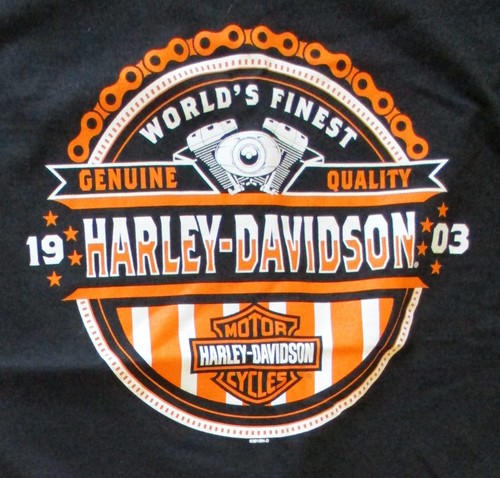 WORLD'S FINEST
GENUINE QUALITY
19 HARLEY-DAVIDSON® 03
MOTOR
HARLEY-DAVIDSON
CYCLES